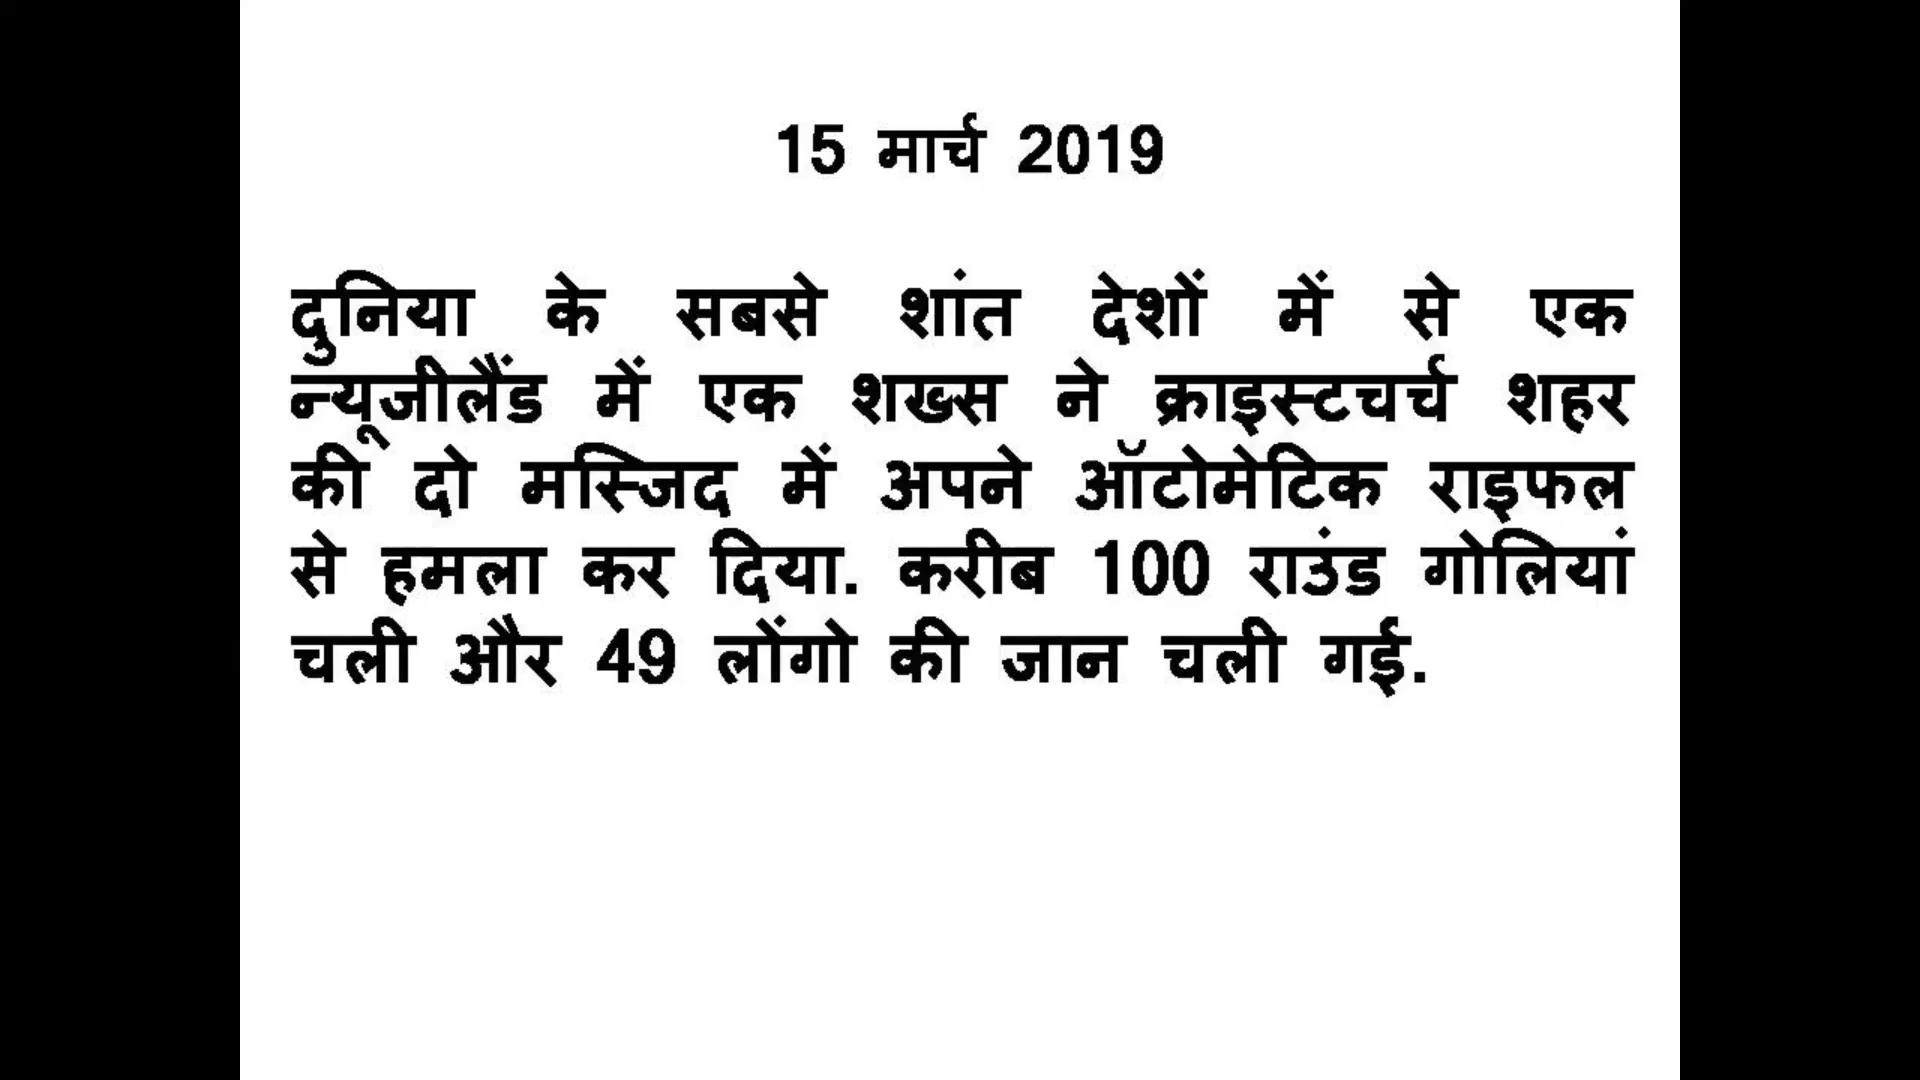 15 मार्च 2019
दुनिया के सबसे शांत देशों में से एक
न्यूजीलैंड में एक शख्स ने क्राइस्टचर्च शहर
की दो मस्जिद में अपने ऑटोमेटिक राइफल
से हमला कर दिया. करीब 100 राउंड गोलियां
चली और 49 लोंगो की जान चली गई.